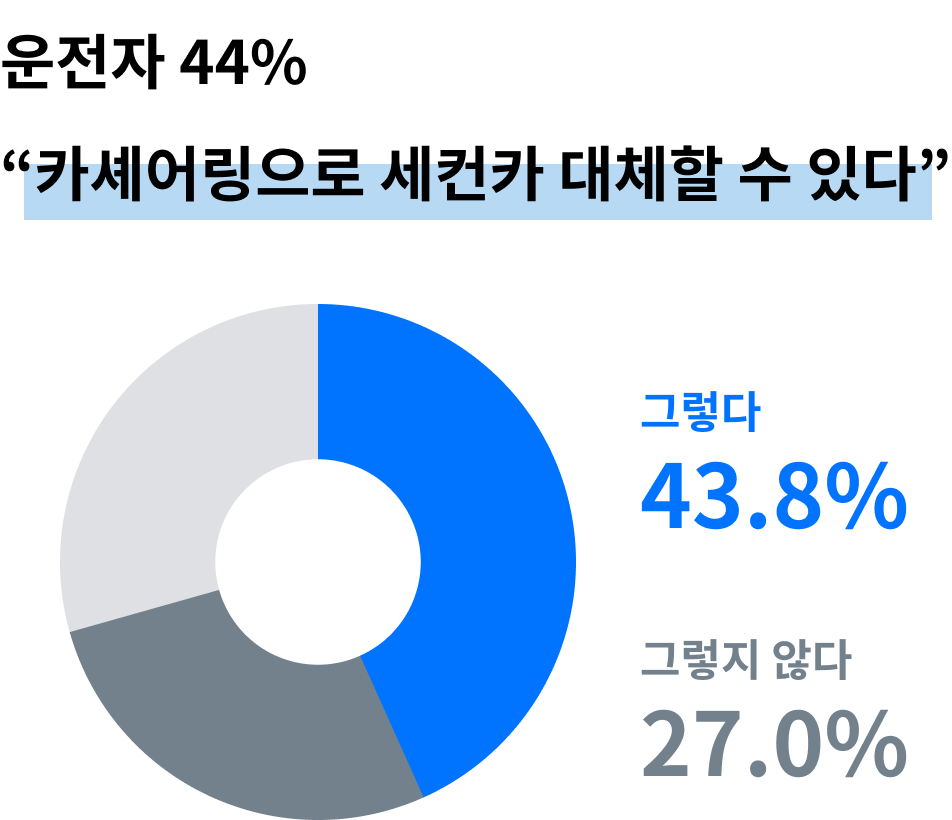 운전자 44%
“카셰어링으로 세컨카 대체할 수 있다”
그렇다
43.8%
그렇지 않다
27.0%